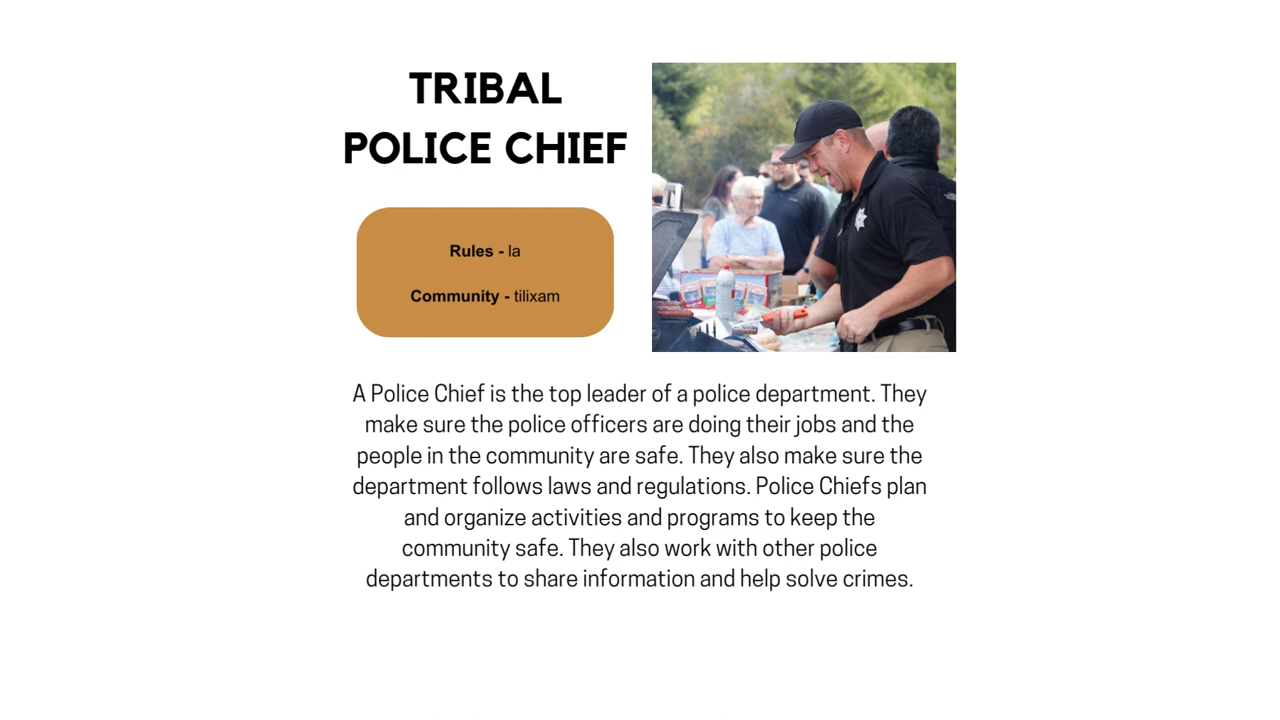 TRIBAL
POLICE CHIEF
Rules - la
Community - tilixam
A Police Chief is the top leader of a police department. They
make sure the police officers are doing their jobs and the
people in the community are safe. They also make sure the
department follows laws and regulations. Police Chiefs plan
and organize activities and programs to keep the
community safe. They also work with other police
departments to share information and help solve crimes.